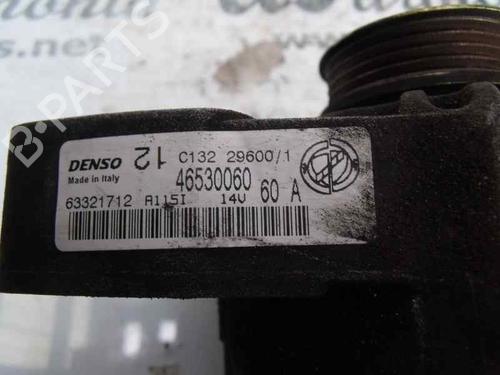 DENSO
Made in Italy
12
C132 29600/1
46530060
60 A
63321712 A115I 14V
B-PARTS